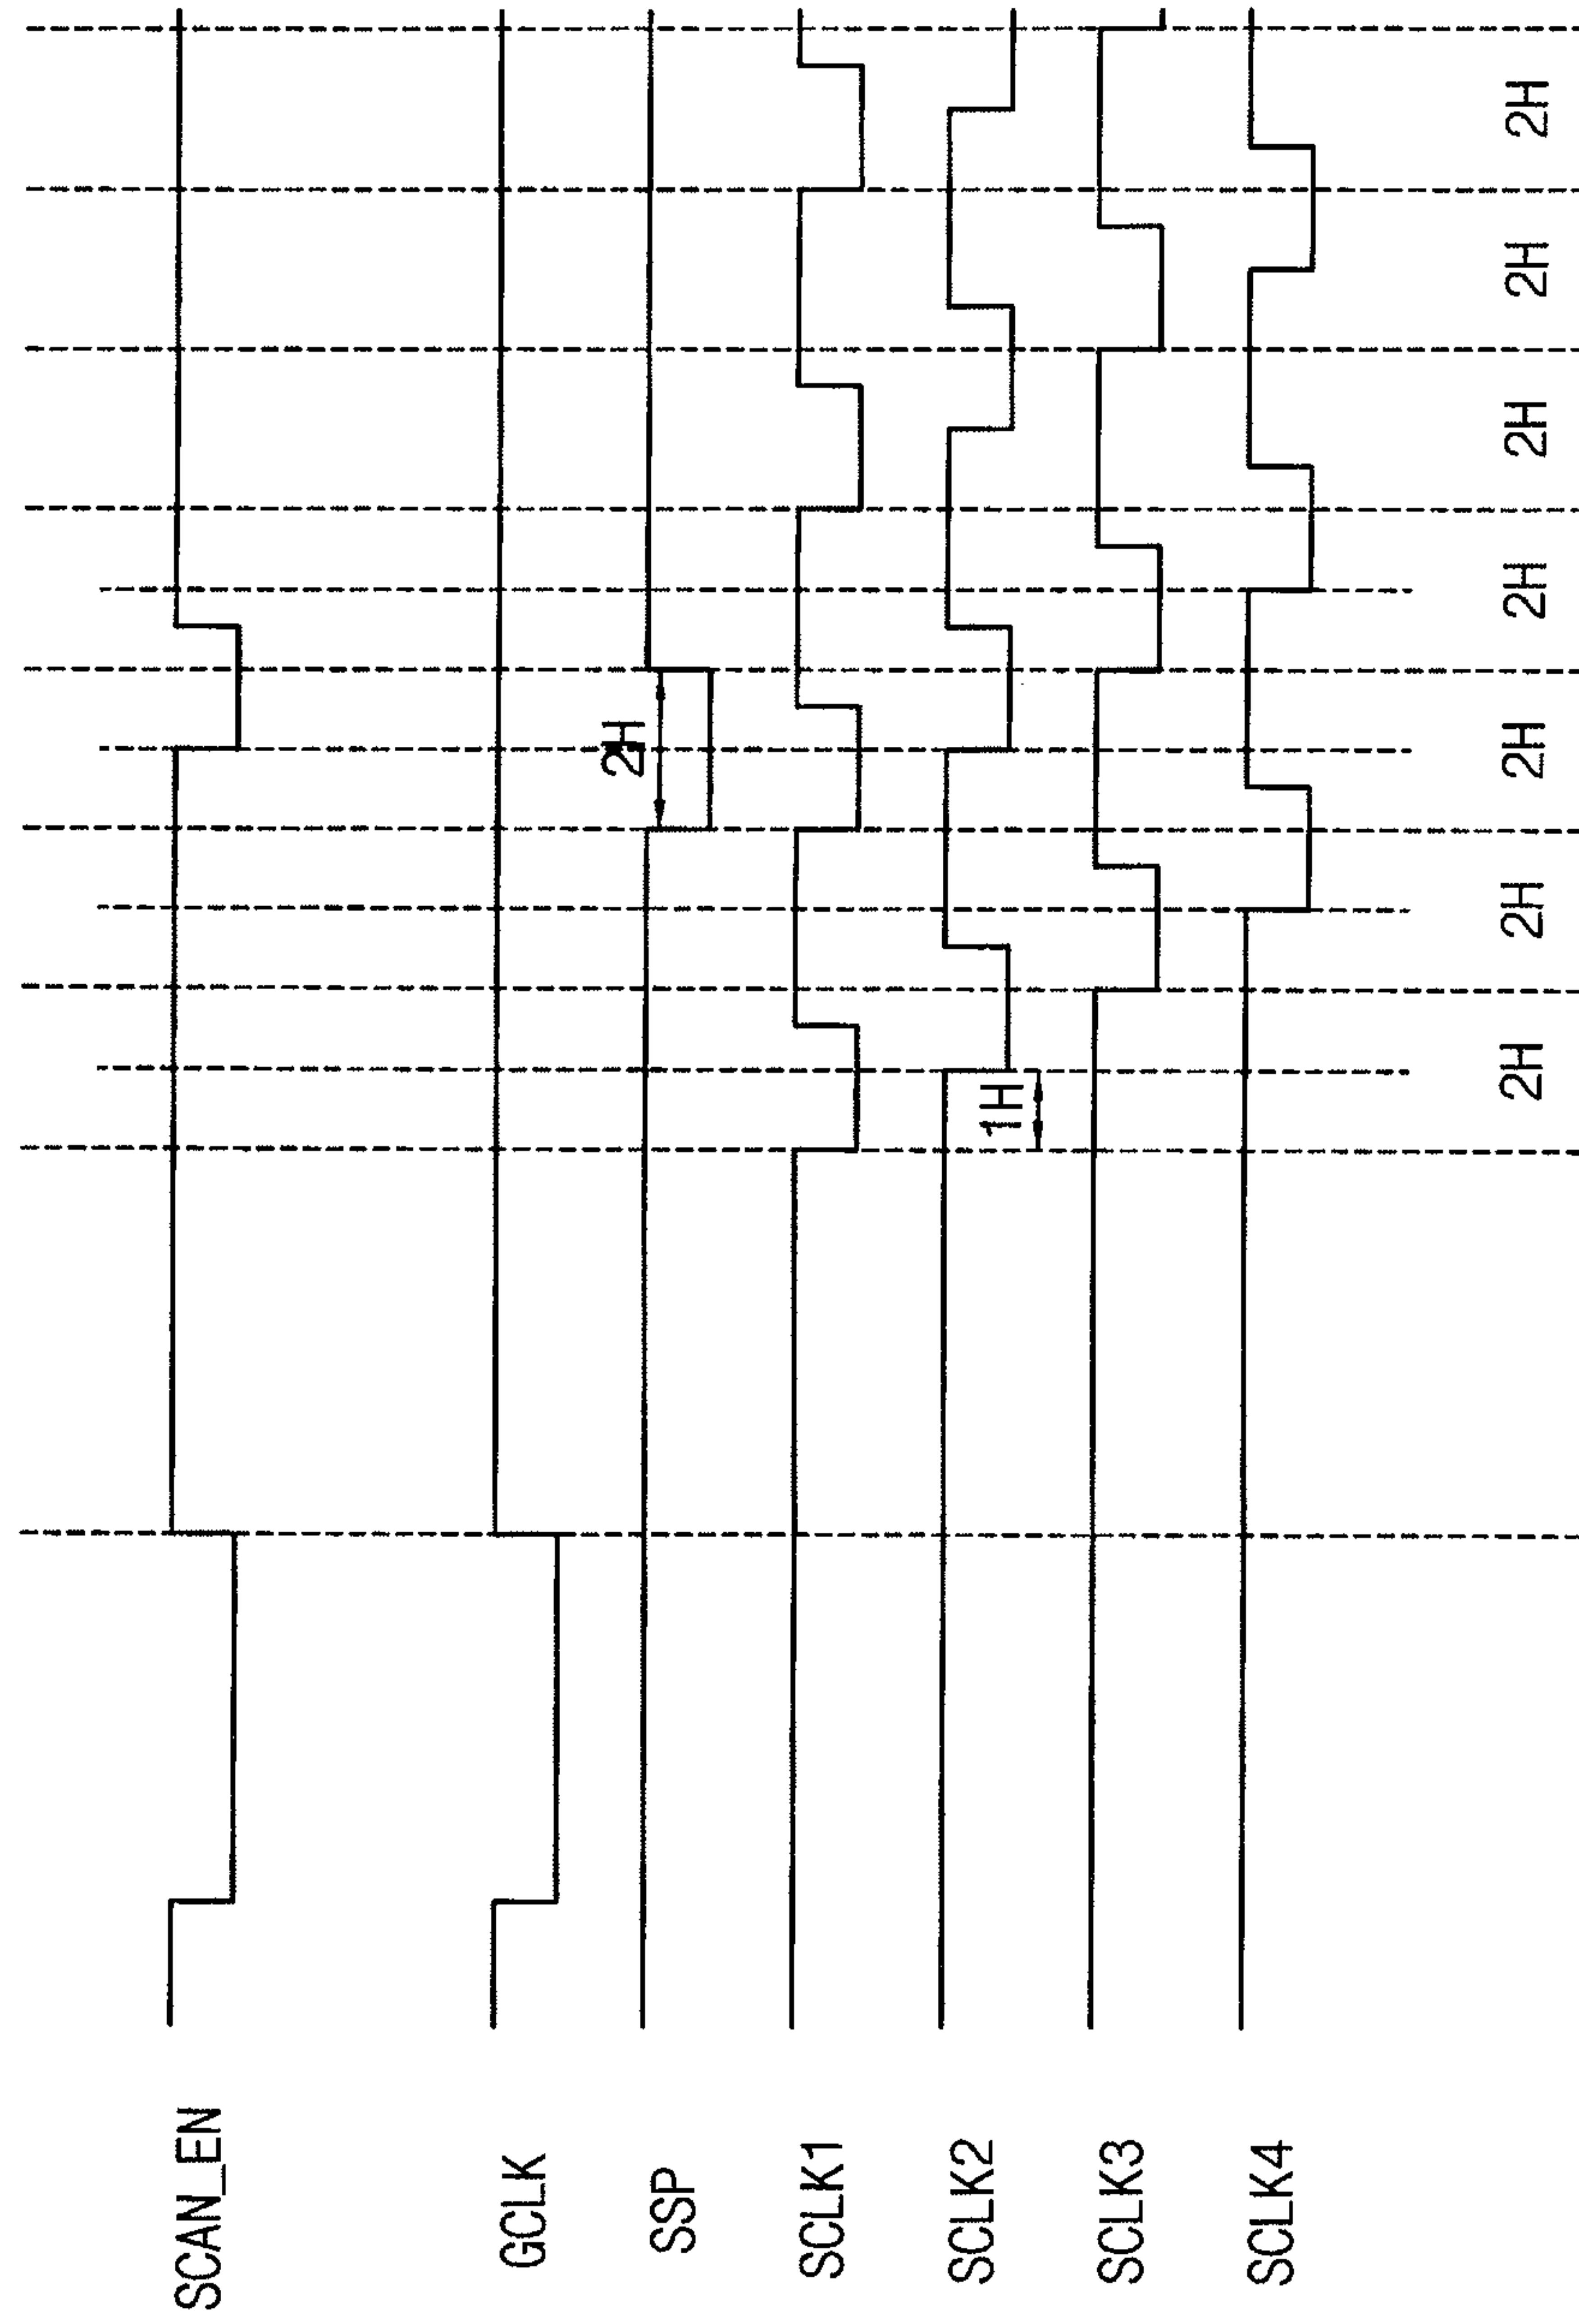 SCAN_EN
GCLK
SSP
2H
SCLK1
SCLK2
1H
SCLK3
SCLK4
2H 2H 2H 2H 2H 2H 2H